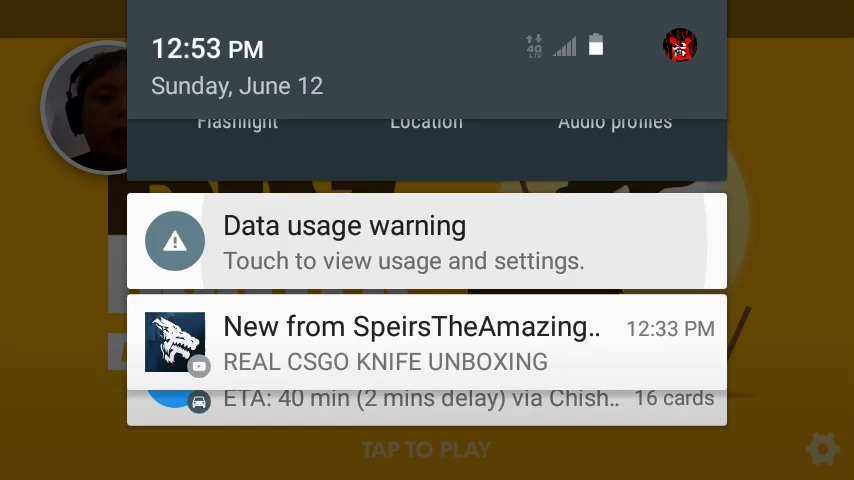 12:53 PM
4G
LTE
Sunday, June 12
Flashlight
Location
Audio profiles
Data usage warning
Touch to view usage and settings.
New from SpeirsTheAmazing..
12:33 PM
REAL CSGO KNIFE UNBOXING
ETA: 40 min (2 mins delay) via Chish..
16 cards
TAP TO PLAY